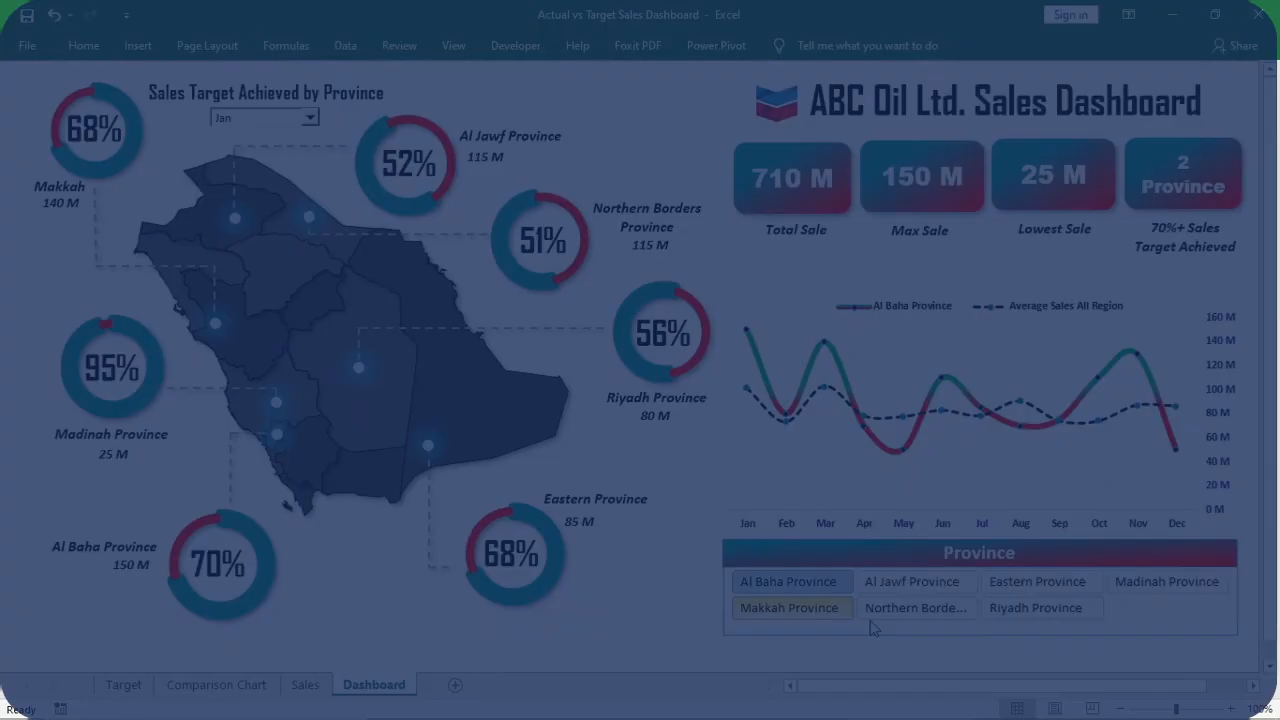 Actual vs Target Sales Dashboard - Excel
Sign in
File Home Insert Page Layout Formulas Data Review View Developer Help Foxit PDF Power Pivot Tell me what you want to do Share
Sales Target Achieved by Province
Jan
68%
Makkah
140 M
52%
Al Jawf Province
115 M
51%
Northern Borders
Province
115 M
56%
Riyadh Province
80 M
95%
Madinah Province
25 M
70%
Al Baha Province
150 M
68%
Eastern Province
85 M
ABC Oil Ltd. Sales Dashboard
710 M
Total Sale
150 M
Max Sale
25 M
Lowest Sale
2
Province
70%+ Sales
Target Achieved
Al Baha Province Average Sales All Region
160 M
140 M
120 M
100 M
80 M
60 M
40 M
20 M
0 M
Jan Feb Mar Apr May Jun Jul Aug Sep Oct Nov Dec
Province
Al Baha Province Al Jawf Province Eastern Province Madinah Province
Makkah Province Northern Borde... Riyadh Province
Target Comparison Chart Sales Dashboard
Ready
100%